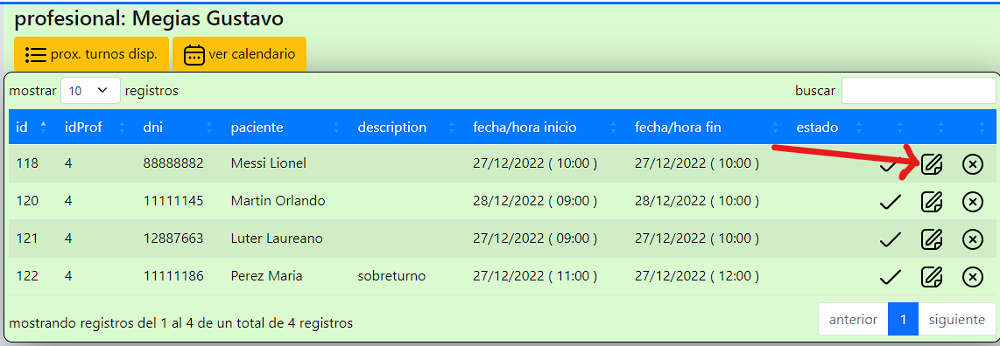 profesional: Megias Gustavo
prox. turnos disp. ver calendario
mostrar 10 registros buscar
id idProf dni paciente description fecha/hora inicio fecha/hora fin estado
118 4 88888882 Messi Lionel 27/12/2022 ( 10:00 ) 27/12/2022 ( 10:00 )
120 4 11111145 Martin Orlando 28/12/2022 ( 09:00 ) 28/12/2022 ( 10:00 )
121 4 12887663 Luter Laureano 27/12/2022 ( 09:00 ) 27/12/2022 ( 10:00 )
122 4 11111186 Perez Maria sobreturno 27/12/2022 ( 11:00 ) 27/12/2022 ( 12:00 )
mostrando registros del 1 al 4 de un total de 4 registros anterior 1 siguiente